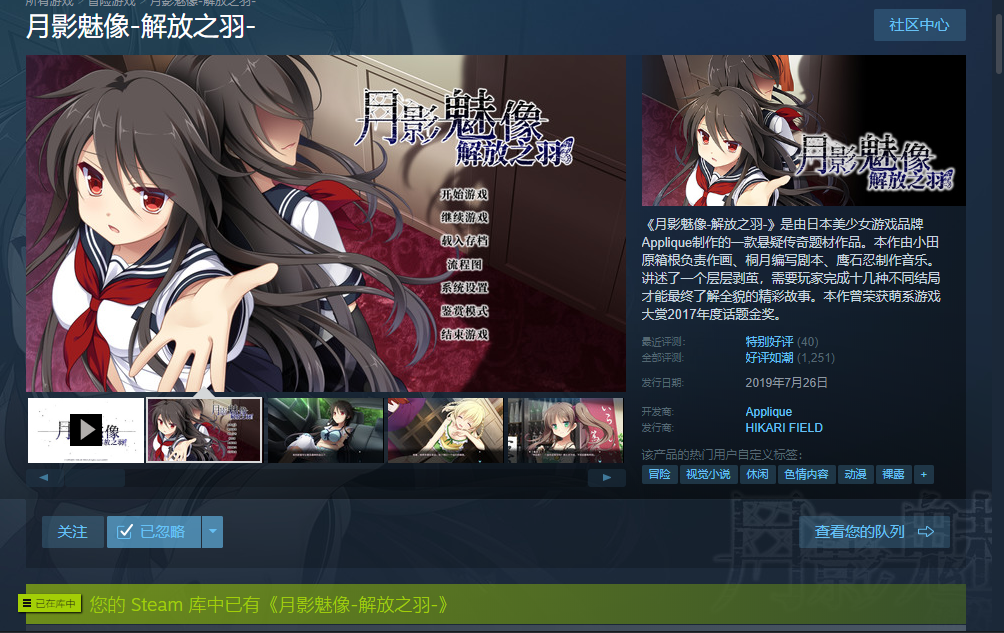 所有游戏 > 冒险游戏 > 月影魅像-解放之羽-
月影魅像-解放之羽-
社区中心
月影魅像
解放之羽
开始游戏
继续游戏
载入存档
流程图
系统设置
鉴赏模式
结束游戏
月影魅像
解放之羽
《月影魅像-解放之羽-》是由日本美少女游戏品牌
Applique制作的一款悬疑传奇题材作品。本作由小田
原箱根负责作画、桐月编写剧本、鹰石忍制作音乐。
讲述了一个层层剥茧，需要玩家完成十几种不同结局
才能最终了解全貌的精彩故事。本作曾荣获萌系游戏
大赏2017年度话题金奖。
最近评测: 特别好评 (40)
全部评测: 好评如潮 (1,251)
发行日期: 2019年7月26日
开发商: Applique
发行商: HIKARI FIELD
该产品的热门用户自定义标签：
冒险 视觉小说 休闲 色情内容 动漫 裸露 +
关注 已忽略
查看您的队列
已在库中 您的 Steam 库中已有《月影魅像-解放之羽-》